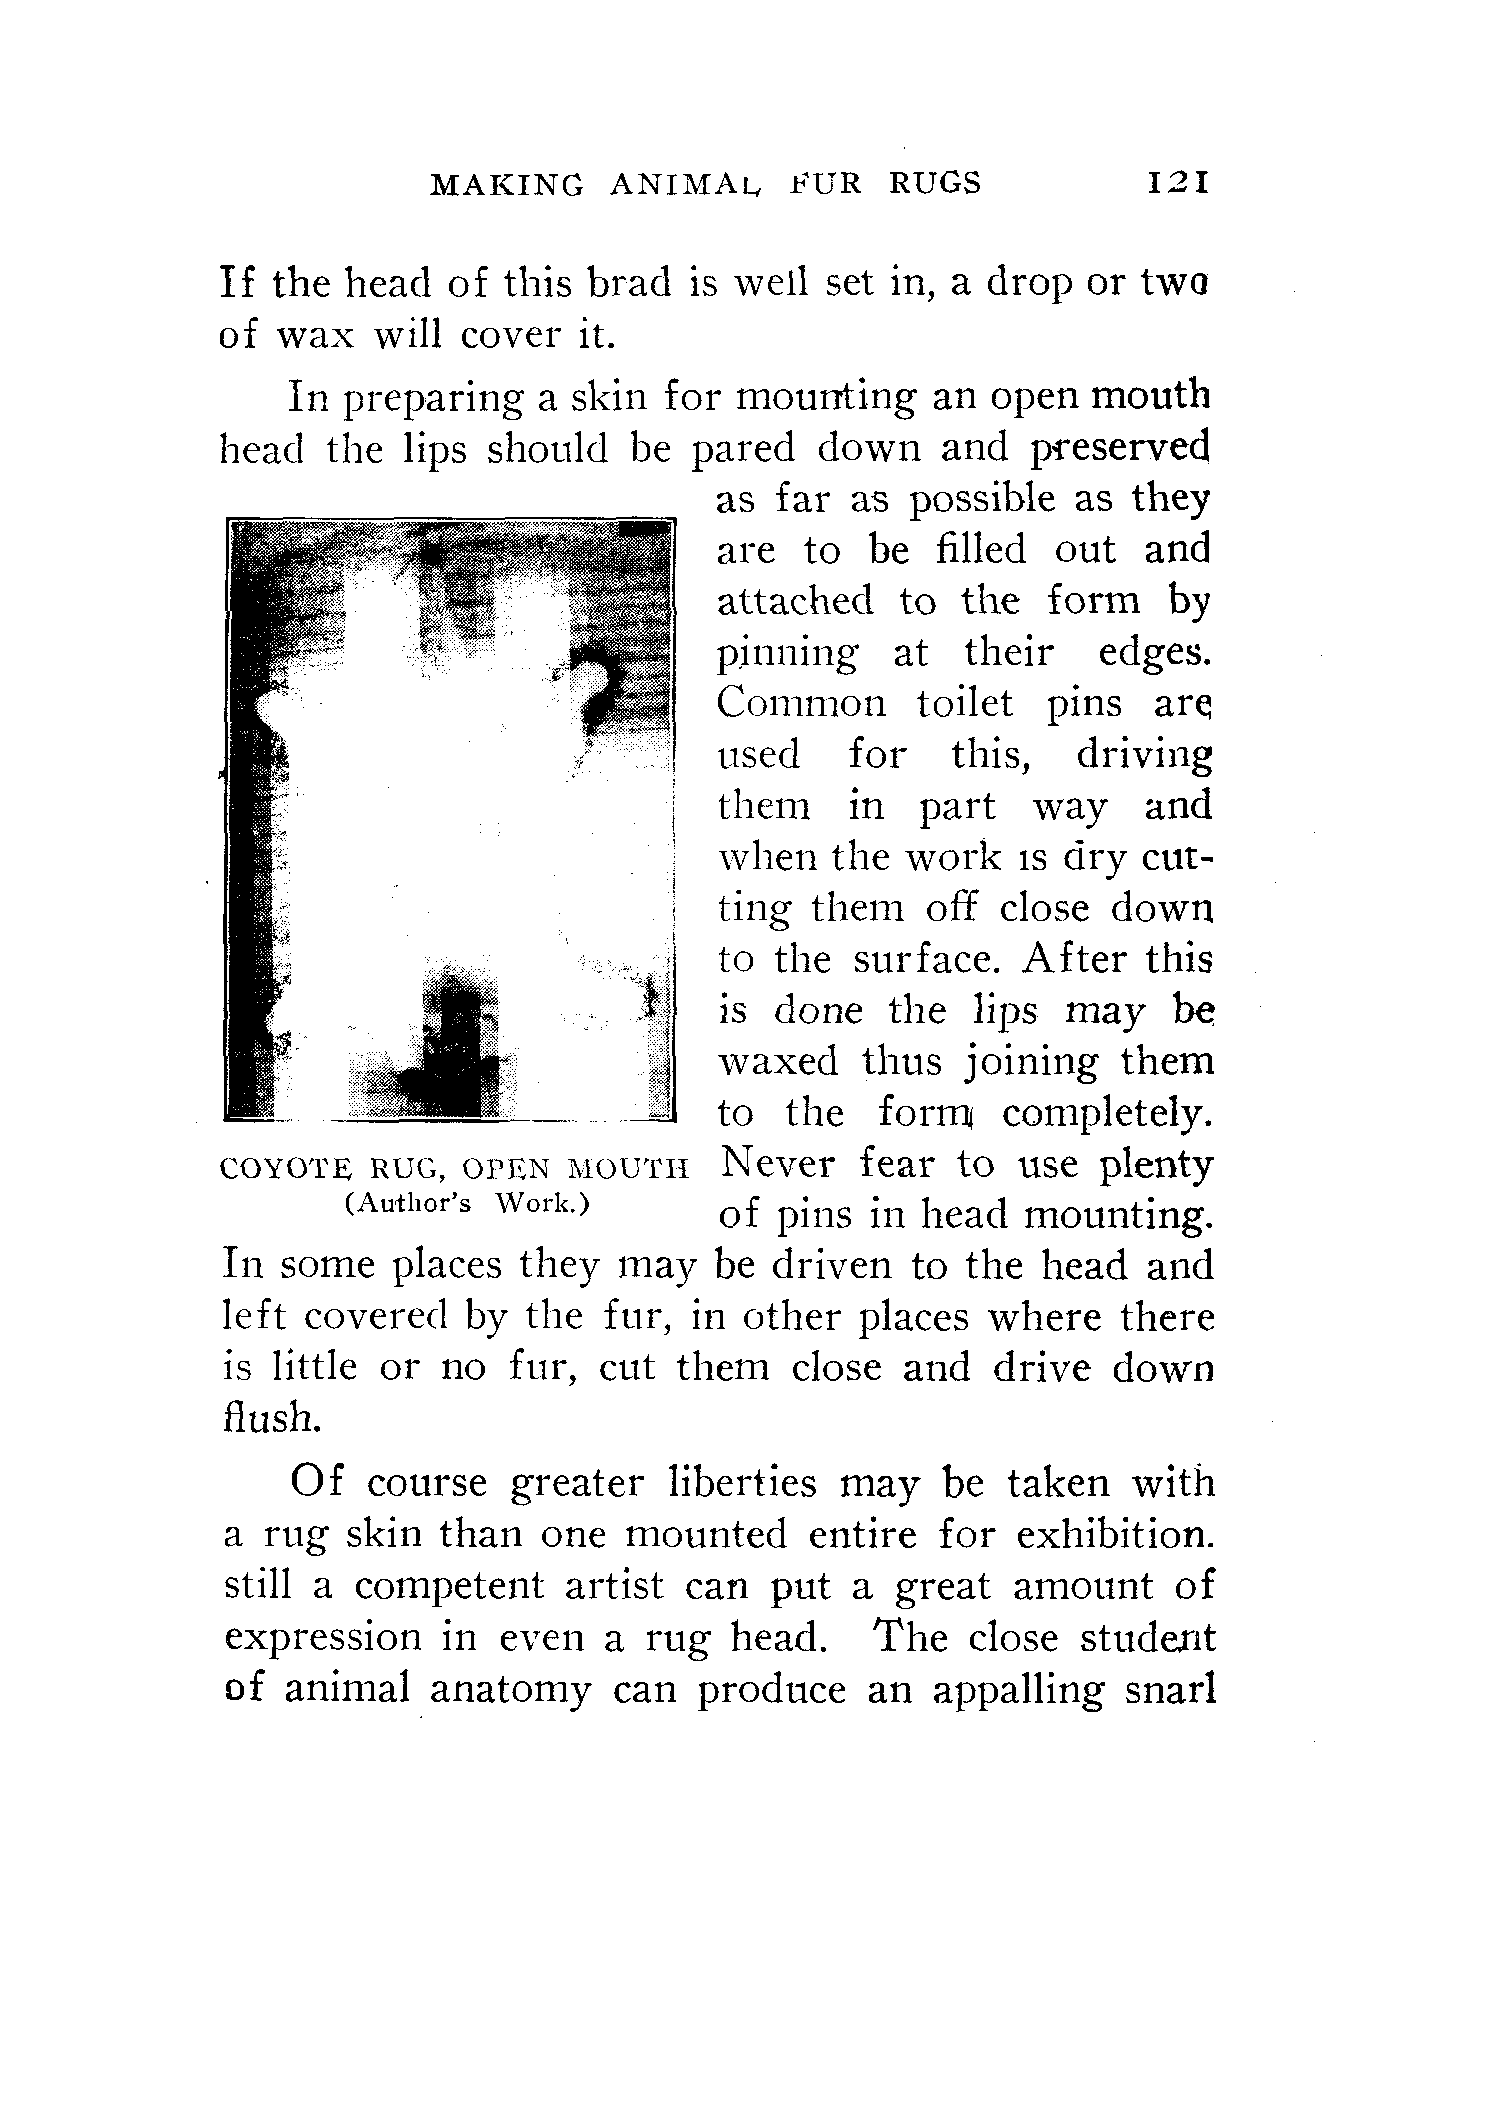 MAKING ANIMAL FUR RUGS 121
If the head of this brad is well set in, a drop or two
of wax will cover it.
In preparing a skin for mounting an open mouth
head the lips should be pared down and preserved
as far as possible as they
are to be filled out and
attached to the form by
pinning at their edges.
Common toilet pins are
used for this, driving
them in part way and
when the work is dry cut-
ting them off close down
to the surface. After this
is done the lips may be
waxed thus joining them
to the form completely.
Never fear to use plenty
of pins in head mounting.
COYOTE RUG, OPEN MOUTH
(Author's Work.)
In some places they may be driven to the head and
left covered by the fur, in other places where there
is little or no fur, cut them close and drive down
flush.
Of course greater liberties may be taken with
a rug skin than one mounted entire for exhibition.
still a competent artist can put a great amount of
expression in even a rug head. The close student
of animal anatomy can produce an appalling snarl